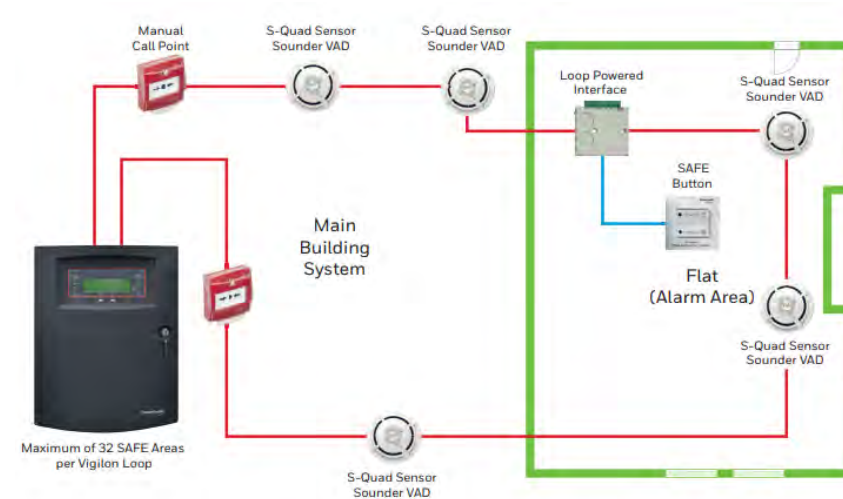 Manual
Call Point
S-Quad Sensor
Sounder VAD
S-Quad Sensor
Sounder VAD
Loop Powered
Interface
S-Quad Sensor
Sounder VAD
SAFE
Button
Main
Building
System
Flat
(Alarm Area)
S-Quad Sensor
Sounder VAD
Maximum of 32 SAFE Areas
per Vigilon Loop
S-Quad Sensor
Sounder VAD